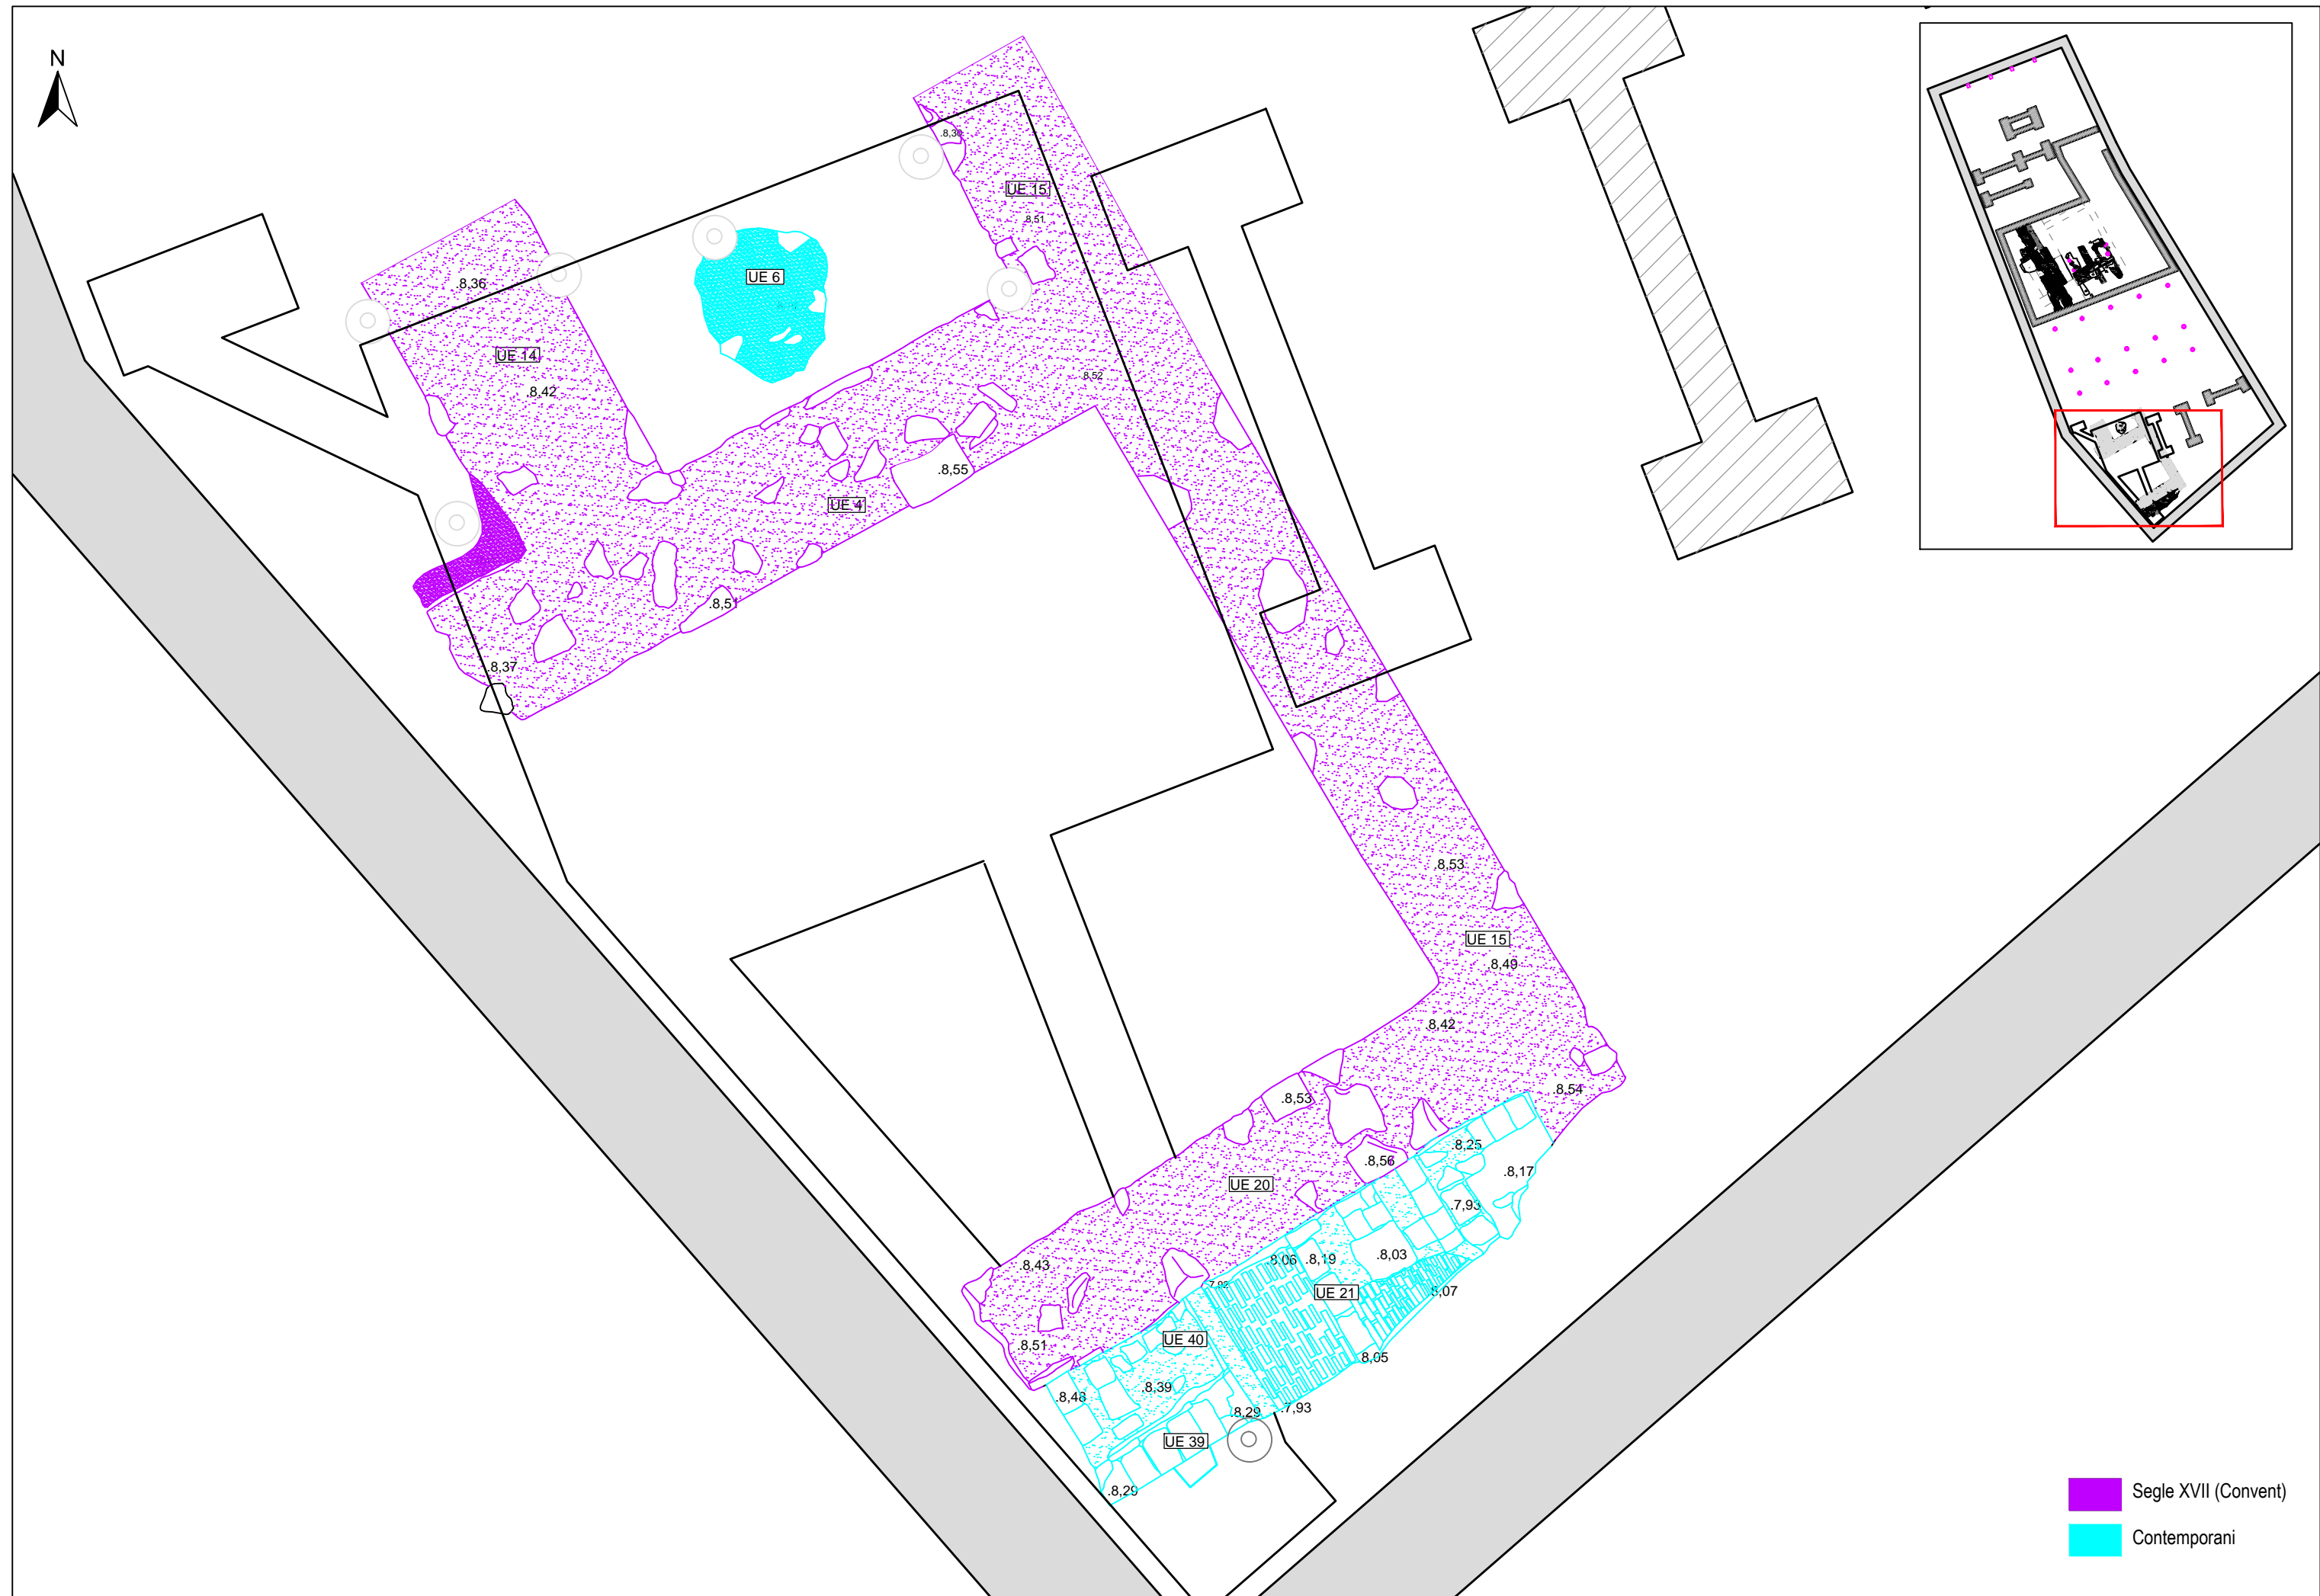 N
.8,30
UE 15
.8,51
UE 6
.8,36
UE 14
.8,42
.8,52
.8,55
UE 4
.8,51
.8,37
.8,53
UE 15
.8,49
8,42
.8,54
.8,53
.8,25
.8,56
.8,17
UE 20
.7,93
.8,03
.8,06
.8,19
.8,43
UE 21
8,07
UE 40
.8,51
8,05
.8,39
.8,48
.7,93
.8,29
UE 39
.8,29
Segle XVII (Convent)
Contemporani